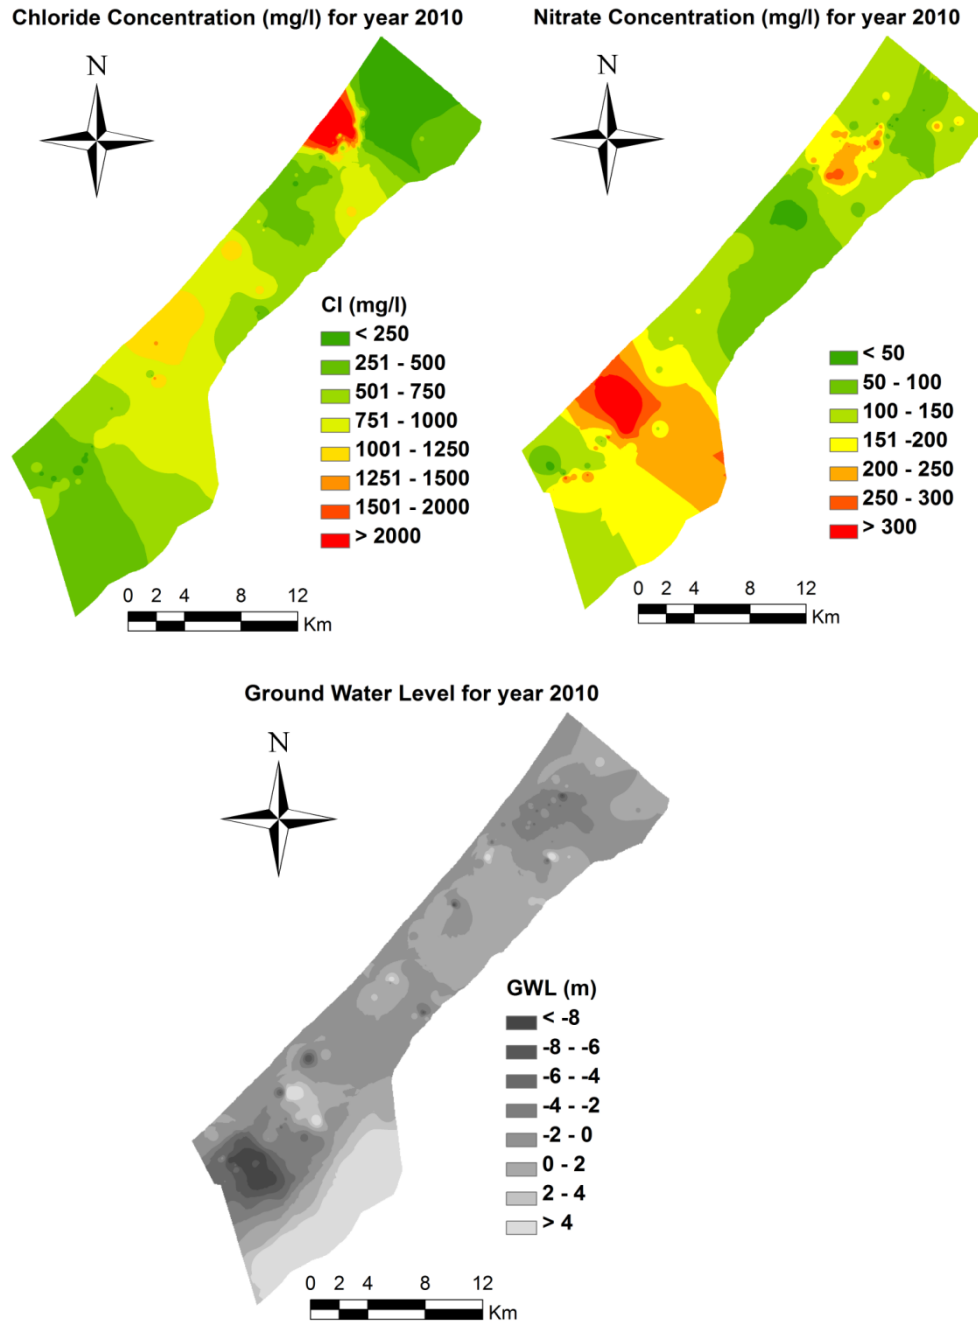 Chloride Concentration (mg/l) for year 2010
N
Cl (mg/l)
< 250
251 - 500
501 - 750
751 - 1000
1001 - 1250
1251 - 1500
1501 - 2000
> 2000
0 2 4 8 12
Km
Nitrate Concentration (mg/l) for year 2010
N
< 50
50 - 100
100 - 150
151 -200
200 - 250
250 - 300
> 300
0 2 4 8 12
Km
Ground Water Level for year 2010
N
GWL (m)
< -8
-8 - -6
-6 - -4
-4 - -2
-2 - 0
0 - 2
2 - 4
> 4
0 2 4 8 12
Km